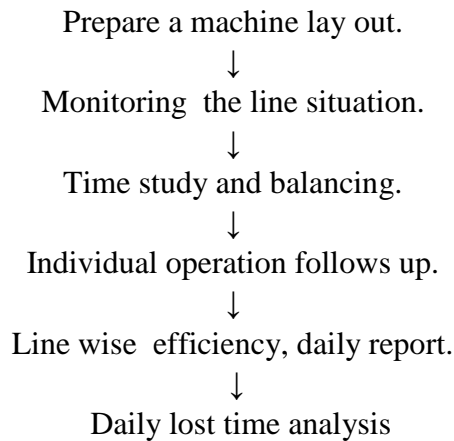 Prepare a machine lay out.
↓
Monitoring the line situation.
↓
Time study and balancing.
↓
Individual operation follows up.
↓
Line wise efficiency, daily report.
↓
Daily lost time analysis